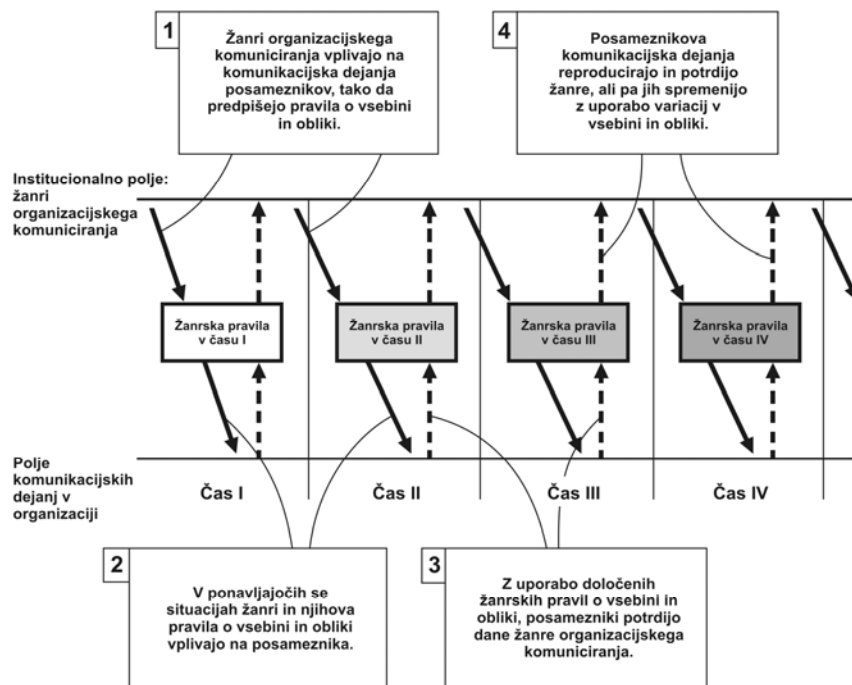 1
Žanri organizacijskega
komuniciranja vplivajo na
komunikacijska dejanja
posameznikov, tako da
predpišejo pravila o vsebini
in obliki.
4
Posameznikova
komunikacijska dejanja
reproducirajo in potrdijo
žanre, ali pa jih spremenijo
z uporabo variacij v
vsebini in obliki.
Institucionalno polje:
žanri
organizacijskega
komuniciranja
Žanrska pravila
v času I
Žanrska pravila
v času II
Žanrska pravila
v času III
Žanrska pravila
v času IV
Polje
komunikacijskih
dejanj v
organizaciji
Čas I
Čas II
Čas III
Čas IV
2
V ponavljajočih se
situacijah žanri in njihova
pravila o vsebini in obliki
vplivajo na posameznika.
3
Z uporabo določenih
žanrskih pravil o vsebini in
obliki, posamezniki potrdijo
dane žanre organizacijskega
komuniciranja.